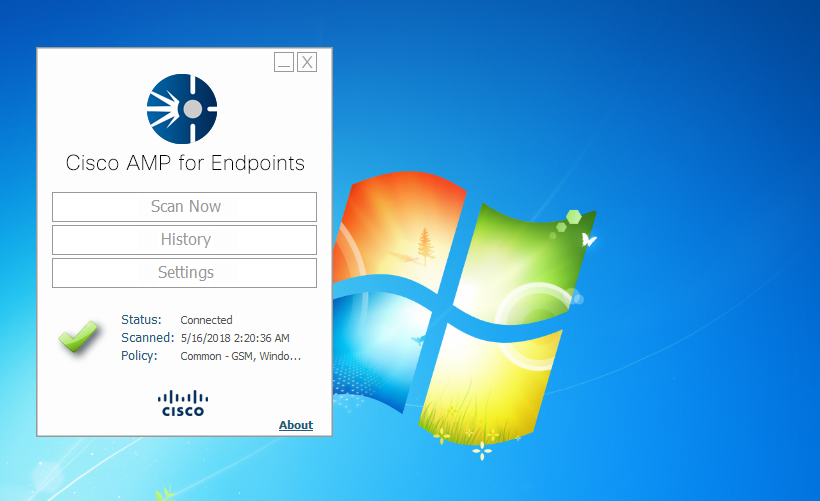 X
Cisco AMP for Endpoints
Scan Now
History
Settings
Status: Connected
Scanned: 5/16/2018 2:20:36 AM
Policy: Common - GSM, Windo...
CISCO
About